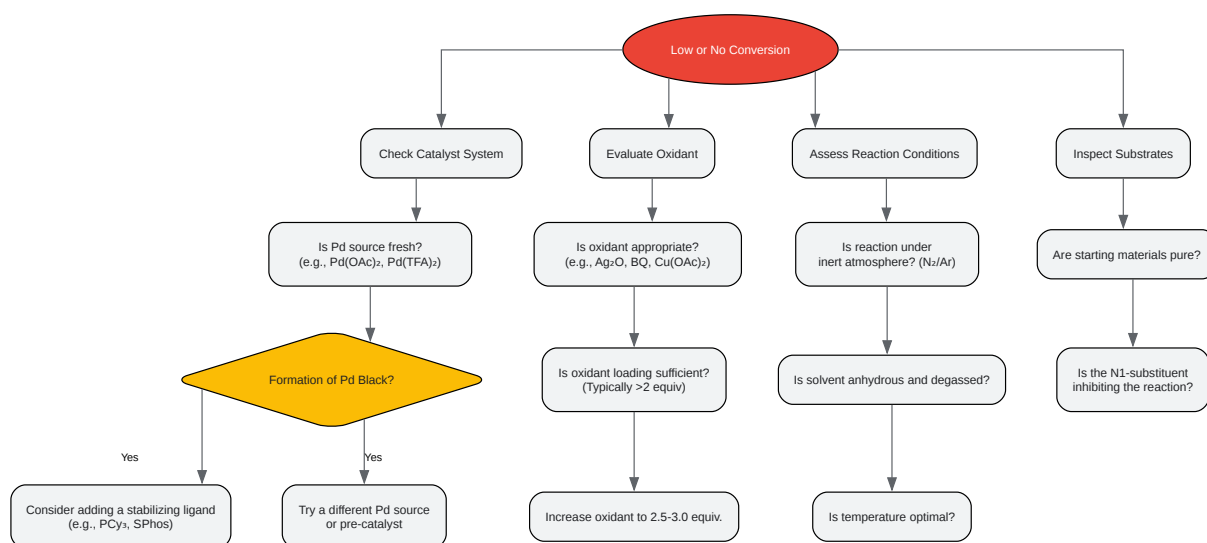 Low or No Conversion
Check Catalyst System
Evaluate Oxidant
Assess Reaction Conditions
Inspect Substrates
Is Pd source fresh?
(e.g., Pd(OAc)₂, Pd(TFA)₂)
Is oxidant appropriate?
(e.g., Ag₂O, BQ, Cu(OAc)₂)
Is reaction under
inert atmosphere? (N₂/Ar)
Are starting materials pure?
Formation of Pd Black?
Is oxidant loading sufficient?
(Typically >2 equiv)
Is solvent anhydrous and degassed?
Is the N1-substituent
inhibiting the reaction?
Yes
Yes
Consider adding a stabilizing ligand
(e.g., PCy₃, SPhos)
Try a different Pd source
or pre-catalyst
Increase oxidant to 2.5-3.0 equiv.
Is temperature optimal?